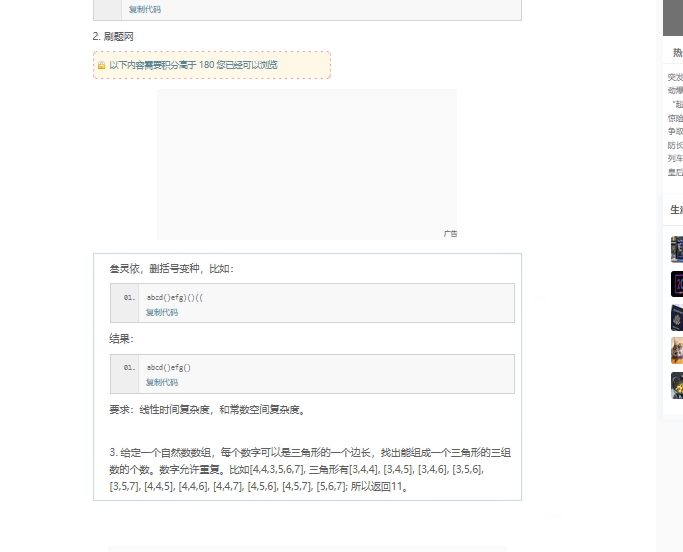 复制代码
2. 刷题网
以下内容需要积分高于 180 您已经可以浏览
广告
叁灵依，删括号变种，比如：
01. abcd()efg)()((
复制代码
结果：
01. abcd()efg()
复制代码
要求：线性时间复杂度，和常数空间复杂度。
3. 给定一个自然数数组，每个数字可以是三角形的一个边长，找出能组成一个三角形的三组
数的个数。数字允许重复。比如[4,4,3,5,6,7], 三角形有[3,4,4], [3,4,5], [3,4,6], [3,5,6],
[3,5,7], [4,4,5], [4,4,6], [4,4,7], [4,5,6], [4,5,7], [5,6,7]; 所以返回11。
热
突发
劲爆
“超
惊险
争取
防长
列车
皇后
生